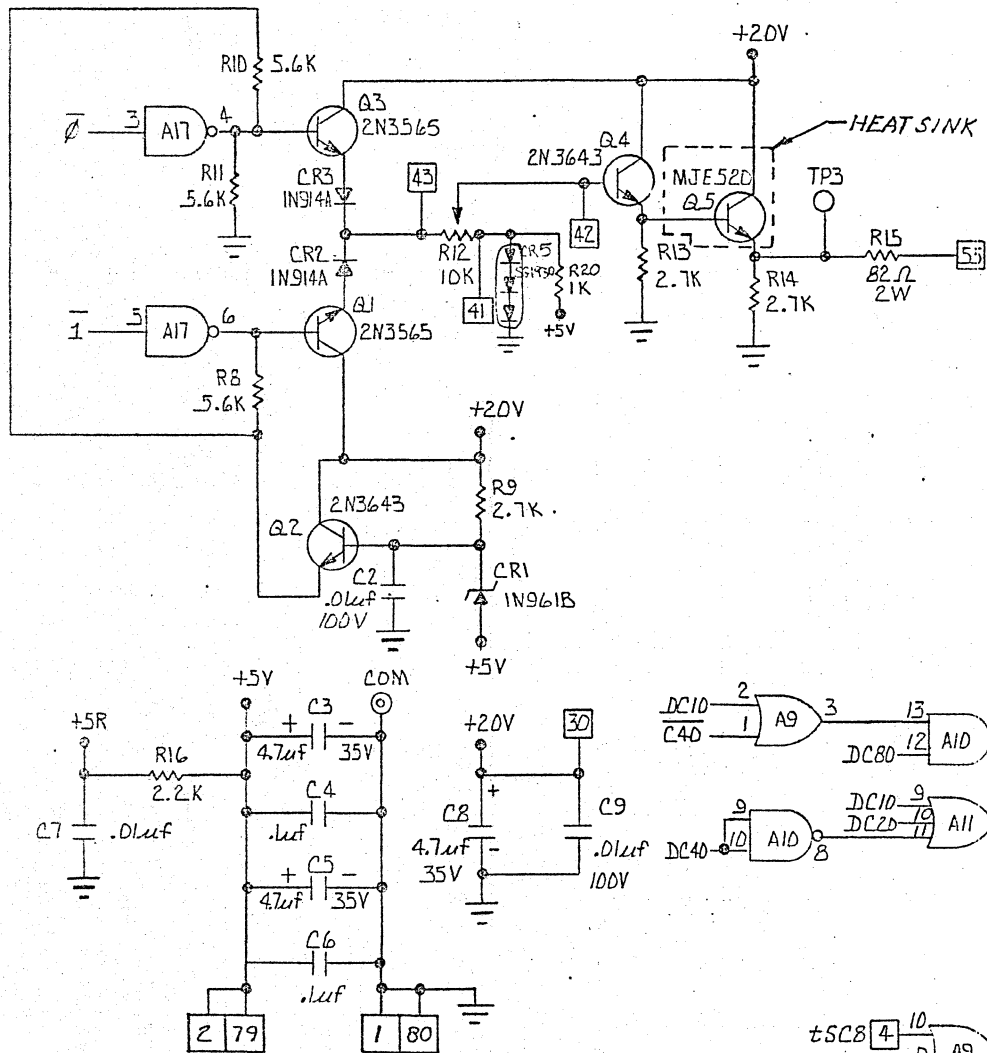 +20V
R10 5.6K
Q3
2N3565
0̅ 3 A17 4
R11
5.6K
CR3
1N914A
43
Q4
2N3643
HEAT SINK
MJE520
Q5
TP3
42
R12
10K
CR5
41
R20
1K
+5V
R13
2.7K
R14
2.7K
R15
82Ω
2W
CR2
1N914A
Q1
2N3565
1̅ 5 A17 6
R8
5.6K
+20V
R9
2.7K
2N3643
Q2
C2
.01uf
100V
CR1
1N961B
+5V
+5V
COM
+5R
R16
2.2K
C7 .01uf
C3
+ -
4.7uf 35V
C4
.1uf
C5
+ -
4.7uf 35V
C6
.1uf
2 79
1 80
+20V
30
+
C8
4.7uf -
35V
C9
.01uf
100V
DC10 2
C̅4̅0̅ 1
A9 3
13
12
DC80
A10
9
DC40 10
A10
8
DC10 9
DC20 10
11
A11
tSC8 4 10
A9